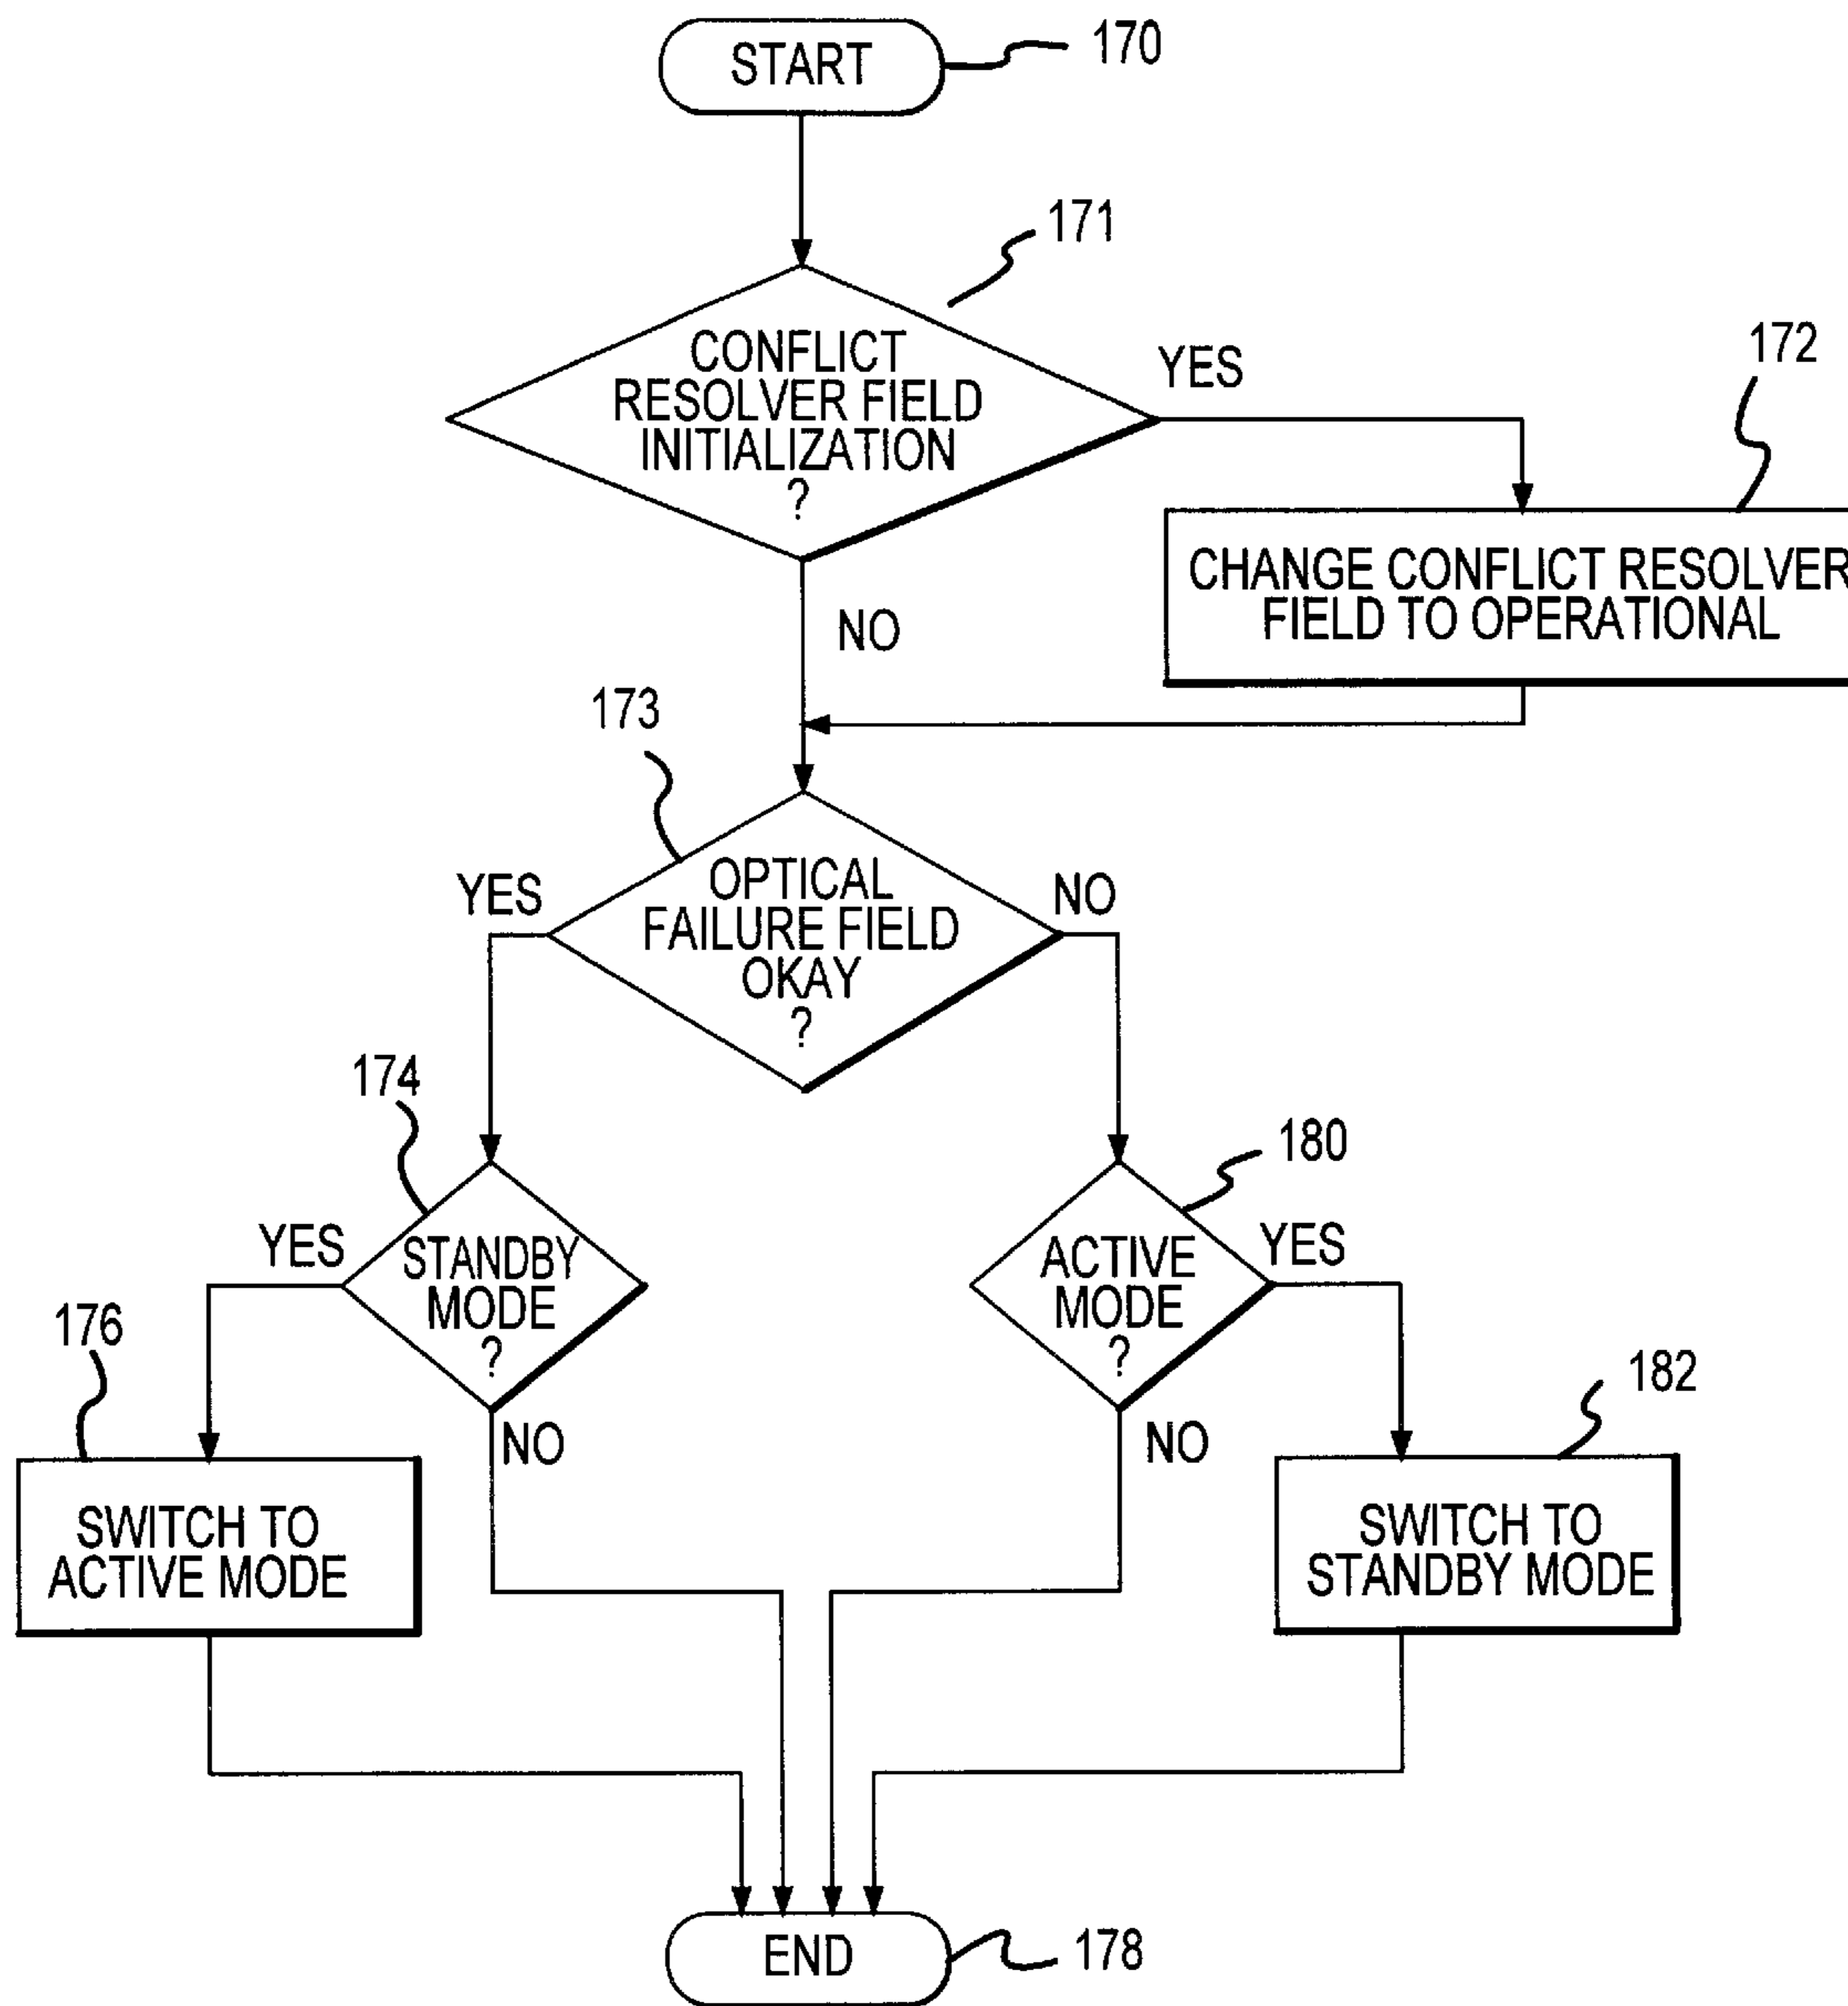 START
170
171
CONFLICT
RESOLVER FIELD
INITIALIZATION
?
YES
172
CHANGE CONFLICT RESOLVER
FIELD TO OPERATIONAL
NO
173
OPTICAL
FAILURE FIELD
OKAY
?
YES
NO
174
180
STANDBY
MODE
?
YES
ACTIVE
MODE
?
YES
176
182
NO
NO
SWITCH TO
ACTIVE MODE
SWITCH TO
STANDBY MODE
END
178